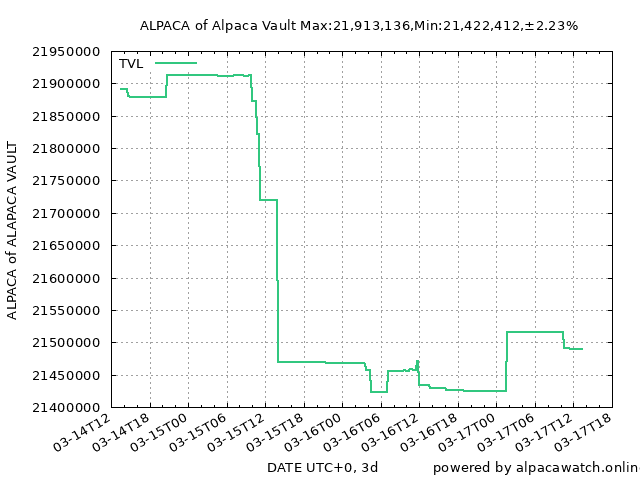 ALPACA of Alpaca Vault Max:21,913,136,Min:21,422,412,±2.23%
TVL
21950000
21900000
21850000
21800000
21750000
21700000
21650000
21600000
21550000
21500000
21450000
21400000
ALPACA of ALAPACA VAULT
03-14T12
03-14T18
03-15T00
03-15T06
03-15T12
03-15T18
03-16T00
03-16T06
03-16T12
03-16T18
03-17T00
03-17T06
03-17T12
03-17T18
DATE UTC+0, 3d
powered by alpacawatch.onlin